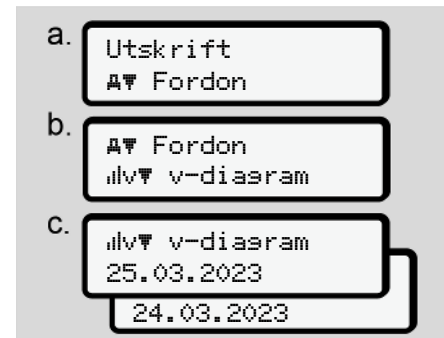 a.
Utskrift
Fordon
b.
Fordon
v v-diagram
c.
v v-diagram
25.03.2023
24.03.2023